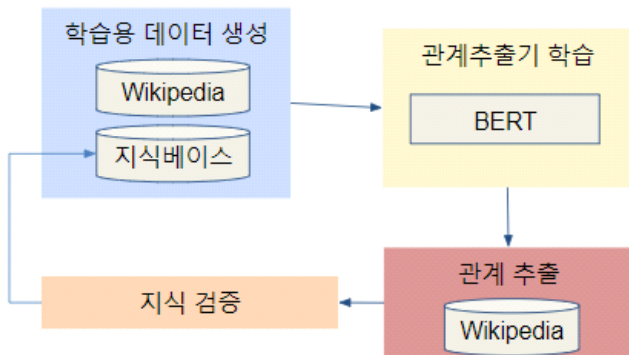 학습용 데이터 생성
Wikipedia
지식베이스
관계추출기 학습
BERT
관계 추출
Wikipedia
지식 검증